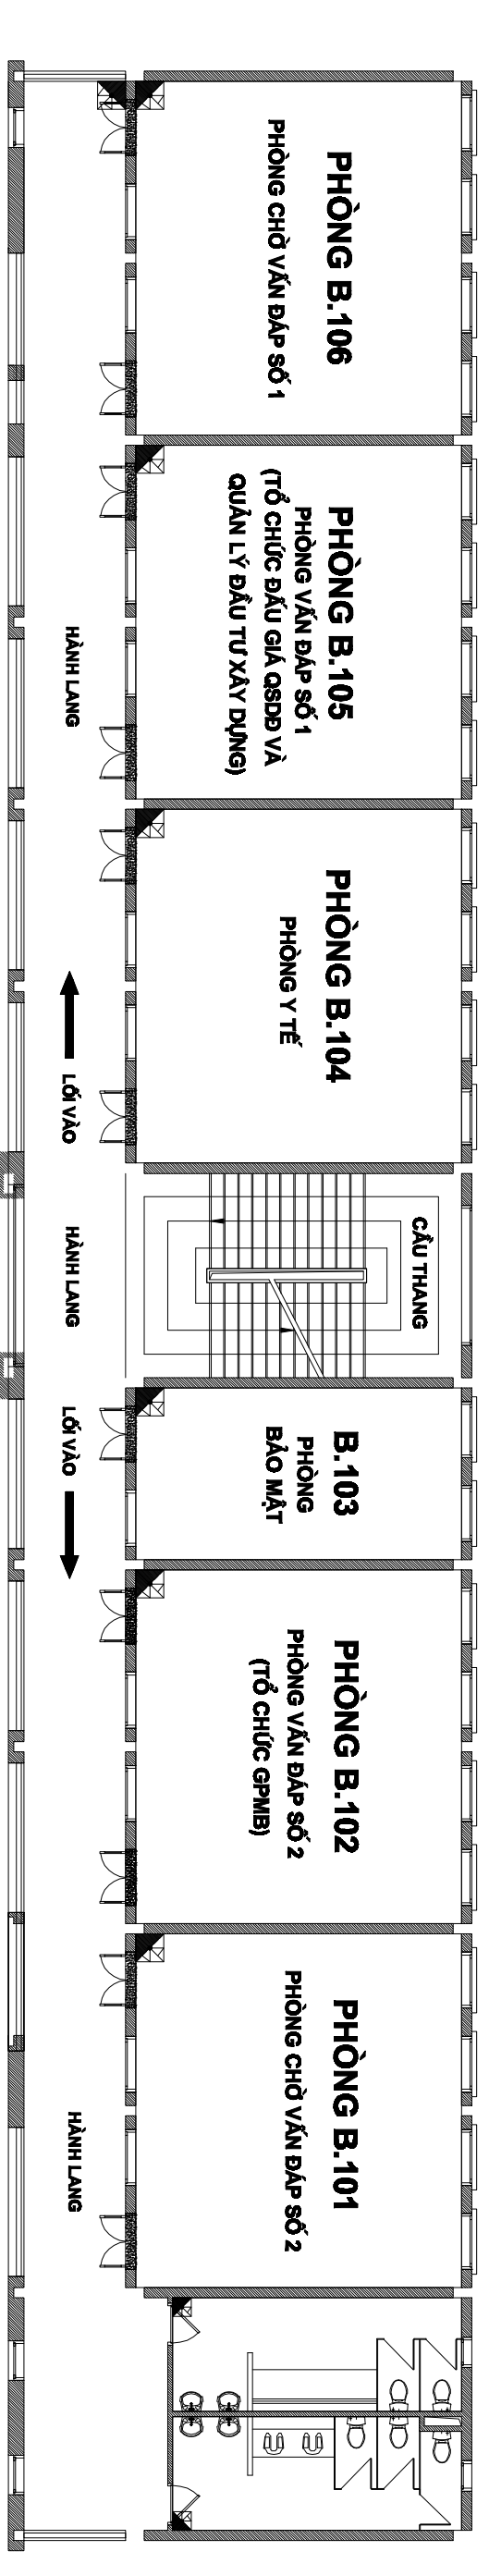 PHÒNG B.106
PHÒNG CHỜ VẤN ĐÁP SỐ 1
PHÒNG B.105
PHÒNG VẤN ĐÁP SỐ 1
(TỔ CHỨC ĐẤU GIÁ QSDĐ VÀ
QUẢN LÝ ĐẦU TƯ XÂY DỰNG)
HÀNH LANG
PHÒNG B.104
PHÒNG Y TẾ
LỐI VÀO
CẦU THANG
HÀNH LANG
B.103
PHÒNG
BẢO MẬT
LỐI VÀO
PHÒNG B.102
PHÒNG VẤN ĐÁP SỐ 2
(TỔ CHỨC GPMB)
PHÒNG B.101
PHÒNG CHỜ VẤN ĐÁP SỐ 2
HÀNH LANG